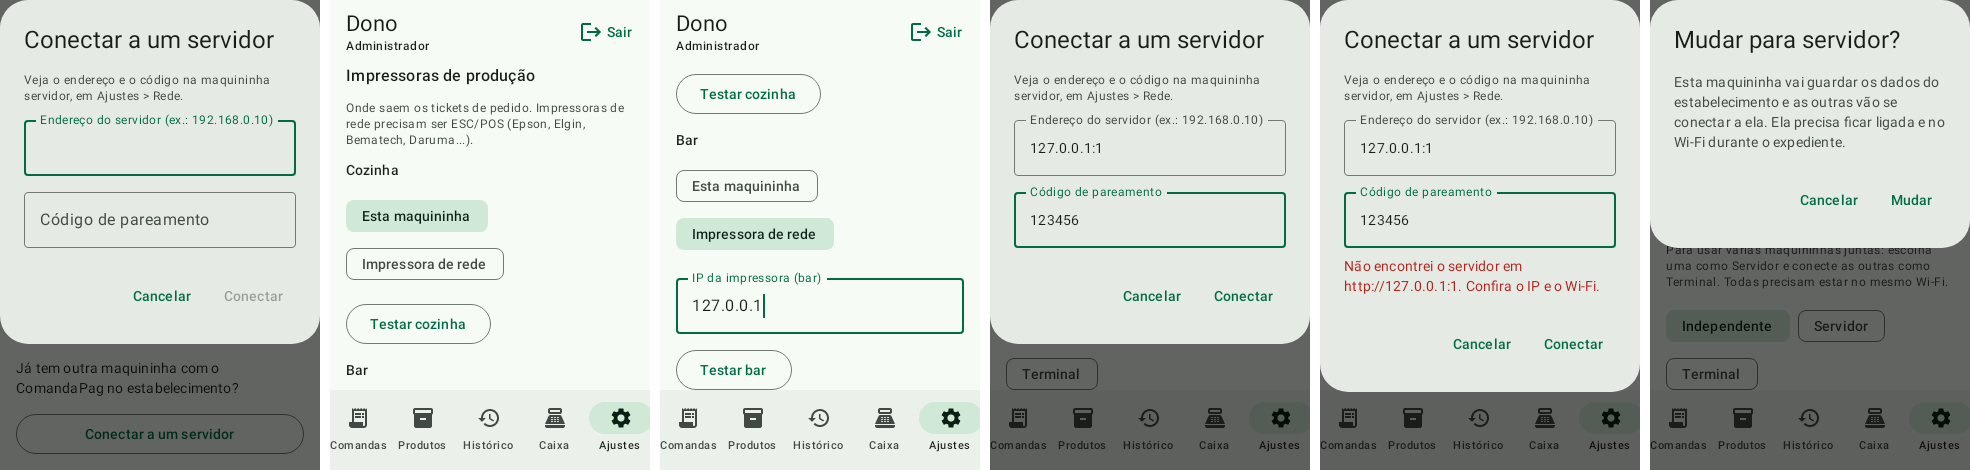 Conectar a um servidor
Veja o endereço e o código na maquininha
servidor, em Ajustes > Rede.
Endereço do servidor (ex.: 192.168.0.10)
Código de pareamento
Cancelar
Conectar
Já tem outra maquininha com o
ComandaPag no estabelecimento?
Conectar a um servidor
Dono
Administrador
Sair
Impressoras de produção
Onde saem os tickets de pedido. Impressoras de
rede precisam ser ESC/POS (Epson, Elgin,
Bematech, Daruma...).
Cozinha
Esta maquininha
Impressora de rede
Testar cozinha
Bar
Comandas
Produtos
Histórico
Caixa
Ajustes
Dono
Administrador
Sair
Testar cozinha
Bar
Esta maquininha
Impressora de rede
IP da impressora (bar)
127.0.0.1
Testar bar
Comandas
Produtos
Histórico
Caixa
Ajustes
Conectar a um servidor
Veja o endereço e o código na maquininha
servidor, em Ajustes > Rede.
Endereço do servidor (ex.: 192.168.0.10)
127.0.0.1:1
Código de pareamento
123456
Cancelar
Conectar
Terminal
Comandas
Produtos
Histórico
Caixa
Ajustes
Conectar a um servidor
Veja o endereço e o código na maquininha
servidor, em Ajustes > Rede.
Endereço do servidor (ex.: 192.168.0.10)
127.0.0.1:1
Código de pareamento
123456
Não encontrei o servidor em
http://127.0.0.1:1. Confira o IP e o Wi-Fi.
Cancelar
Conectar
Comandas
Produtos
Histórico
Caixa
Ajustes
Mudar para servidor?
Esta maquininha vai guardar os dados do
estabelecimento e as outras vão se
conectar a ela. Ela precisa ficar ligada e no
Wi-Fi durante o expediente.
Cancelar
Mudar
Para usar várias maquininhas juntas: escolha
uma como Servidor e conecte as outras como
Terminal. Todas precisam estar no mesmo Wi-Fi.
Independente
Servidor
Terminal
Comandas
Produtos
Histórico
Caixa
Ajustes